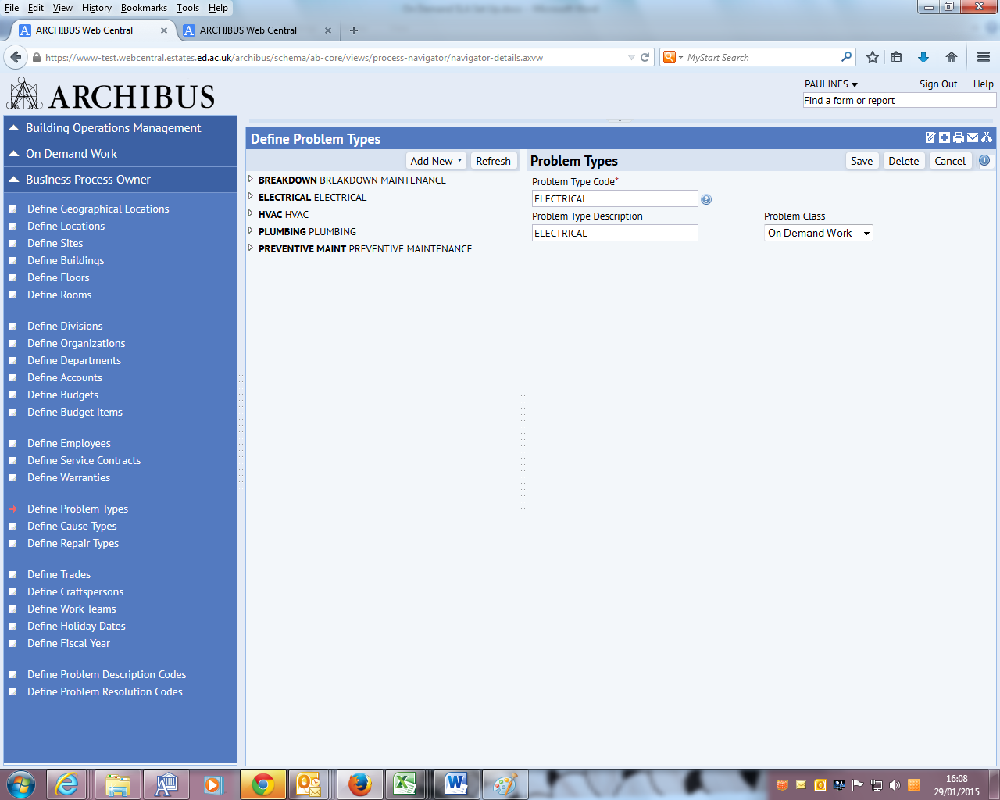 File Edit View History Bookmarks Tools Help
ARCHIBUS Web Central
ARCHIBUS Web Central
https://www-test.webcentral.estates.ed.ac.uk/archibus/schema/ab-core/views/process-navigator/navigator-details.axvw
MyStart Search
ARCHIBUS
PAULINES
Sign Out
Help
Find a form or report
Building Operations Management
On Demand Work
Business Process Owner
Define Geographical Locations
Define Locations
Define Sites
Define Buildings
Define Floors
Define Rooms
Define Divisions
Define Organizations
Define Departments
Define Accounts
Define Budgets
Define Budget Items
Define Employees
Define Service Contracts
Define Warranties
Define Problem Types
Define Cause Types
Define Repair Types
Define Trades
Define Craftspersons
Define Work Teams
Define Holiday Dates
Define Fiscal Year
Define Problem Description Codes
Define Problem Resolution Codes
Define Problem Types
Add New
Refresh
BREAKDOWN BREAKDOWN MAINTENANCE
ELECTRICAL ELECTRICAL
HVAC HVAC
PLUMBING PLUMBING
PREVENTIVE MAINT PREVENTIVE MAINTENANCE
Problem Types
Save
Delete
Cancel
Problem Type Code*
ELECTRICAL
Problem Type Description
Problem Class
ELECTRICAL
On Demand Work
16:08
29/01/2015